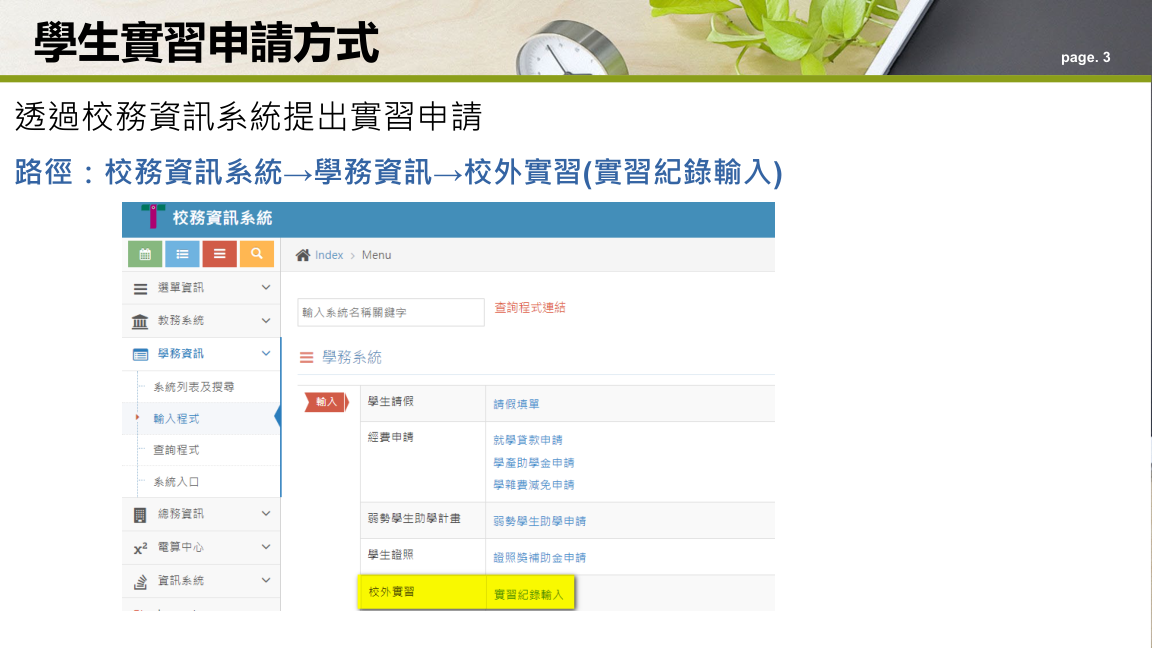 學生實習申請方式
page. 3
透過校務資訊系統提出實習申請
路徑：校務資訊系統→學務資訊→校外實習(實習紀錄輸入)
校務資訊系統
Index > Menu
選單資訊
教務系統
學務資訊
系統列表及搜尋
輸入程式
查詢程式
系統入口
總務資訊
x² 電算中心
資訊系統
輸入系統名稱關鍵字
查詢程式連結
學務系統
輸入
學生請假 請假填單
經費申請 就學貸款申請
學產助學金申請
學雜費減免申請
弱勢學生助學計畫 弱勢學生助學申請
學生證照 證照獎補助金申請
校外實習 實習紀錄輸入